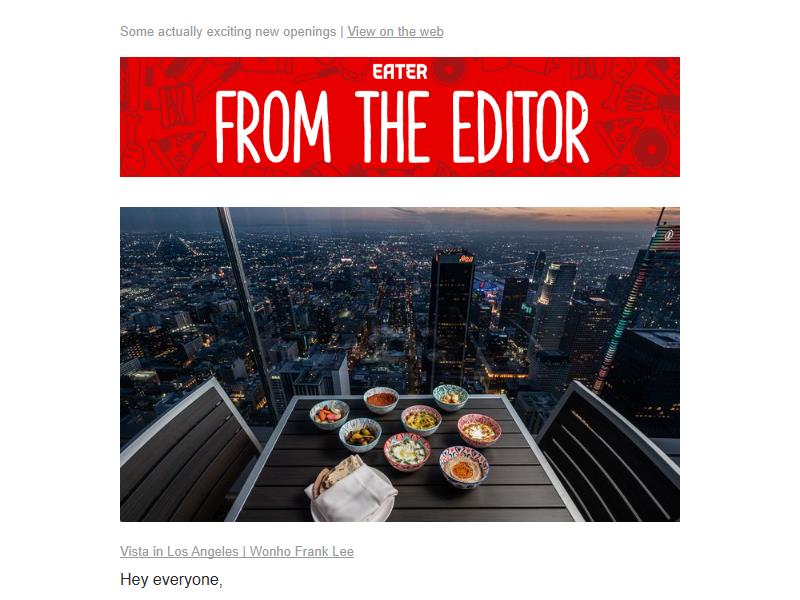 Some actually exciting new openings | View on the web
EATER
FROM THE EDITOR
Vista in Los Angeles | Wonho Frank Lee
Hey everyone,